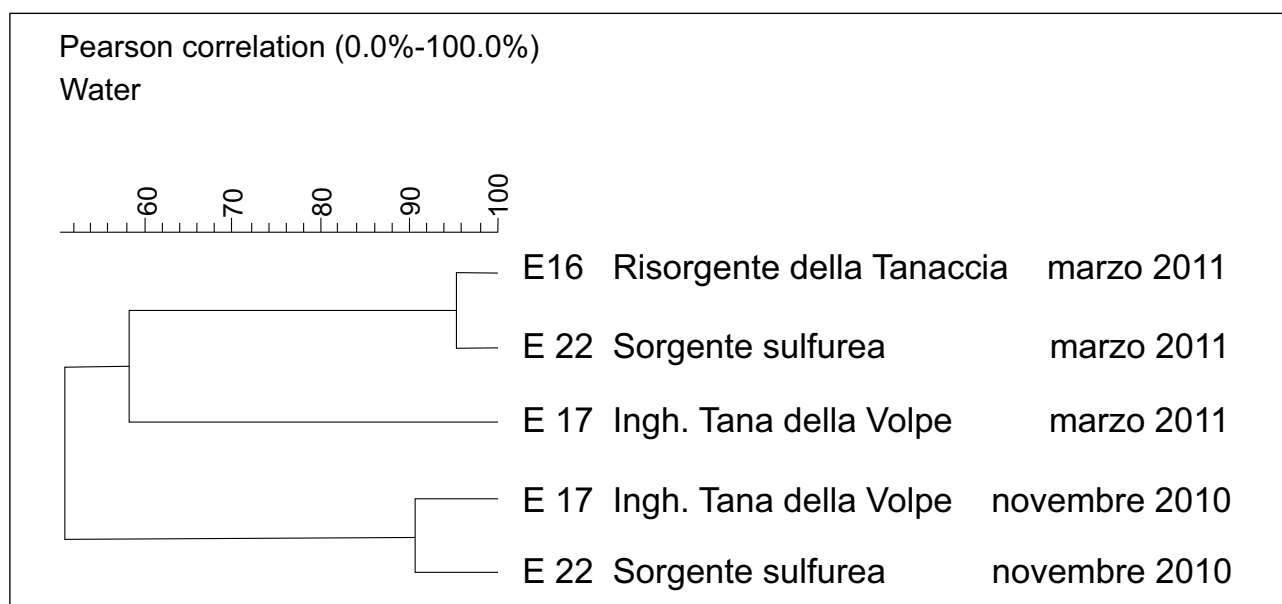 Pearson correlation (0.0%-100.0%)
Water
60 70 80 90 100
E16 Risorgente della Tanaccia marzo 2011
E 22 Sorgente sulfurea marzo 2011
E 17 Ingh. Tana della Volpe marzo 2011
E 17 Ingh. Tana della Volpe novembre 2010
E 22 Sorgente sulfurea novembre 2010